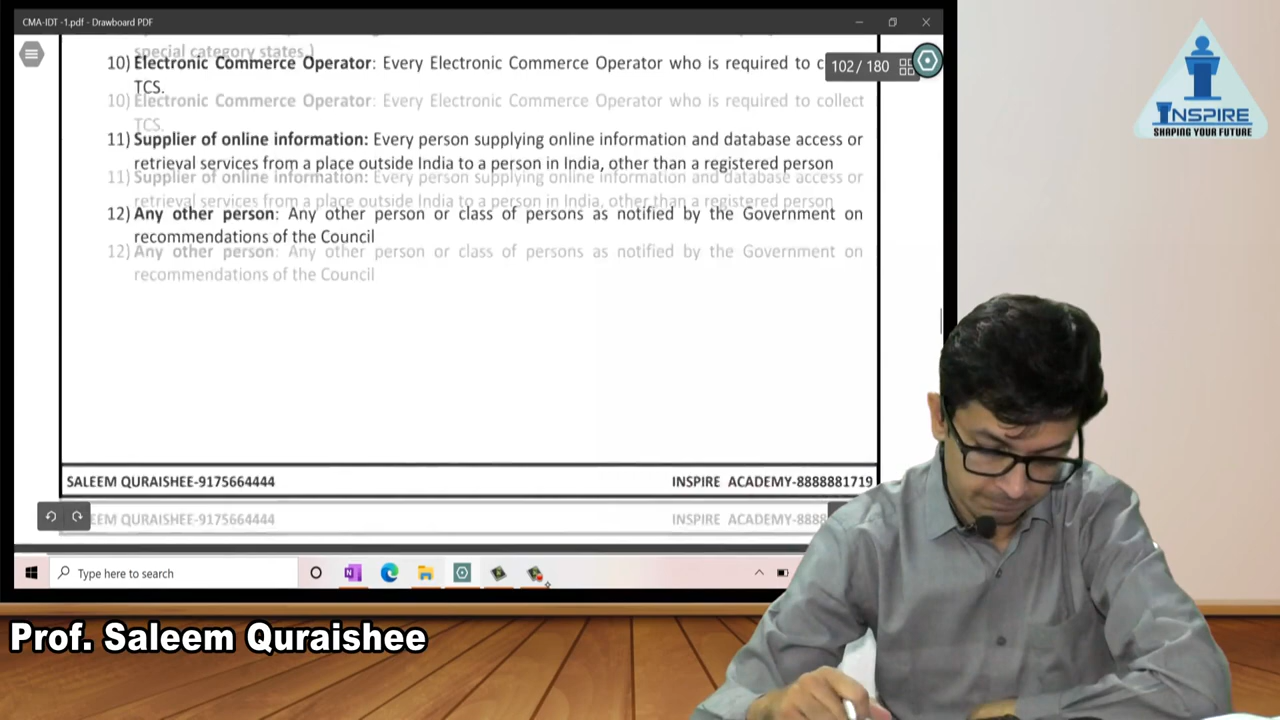 CMA-IDT -1.pdf - Drawboard PDF
special category states.)
10) Electronic Commerce Operator: Every Electronic Commerce Operator who is required to c
102 / 180
TCS.
10) Electronic Commerce Operator: Every Electronic Commerce Operator who is required to collect
TCS.
11) Supplier of online information: Every person supplying online information and database access or
retrieval services from a place outside India to a person in India, other than a registered person
11) Supplier of online information: Every person supplying online information and database access or
retrieval services from a place outside India to a person in India, other than a registered person
12) Any other person: Any other person or class of persons as notified by the Government on
recommendations of the Council
12) Any other person: Any other person or class of persons as notified by the Government on
recommendations of the Council
SALEEM QURAISHEE-9175664444 INSPIRE ACADEMY-8888881719
EEM QURAISHEE-9175664444 INSPIRE ACADEMY-8888
Type here to search
Prof. Saleem Quraishee
INSPIRE
SHAPING YOUR FUTURE